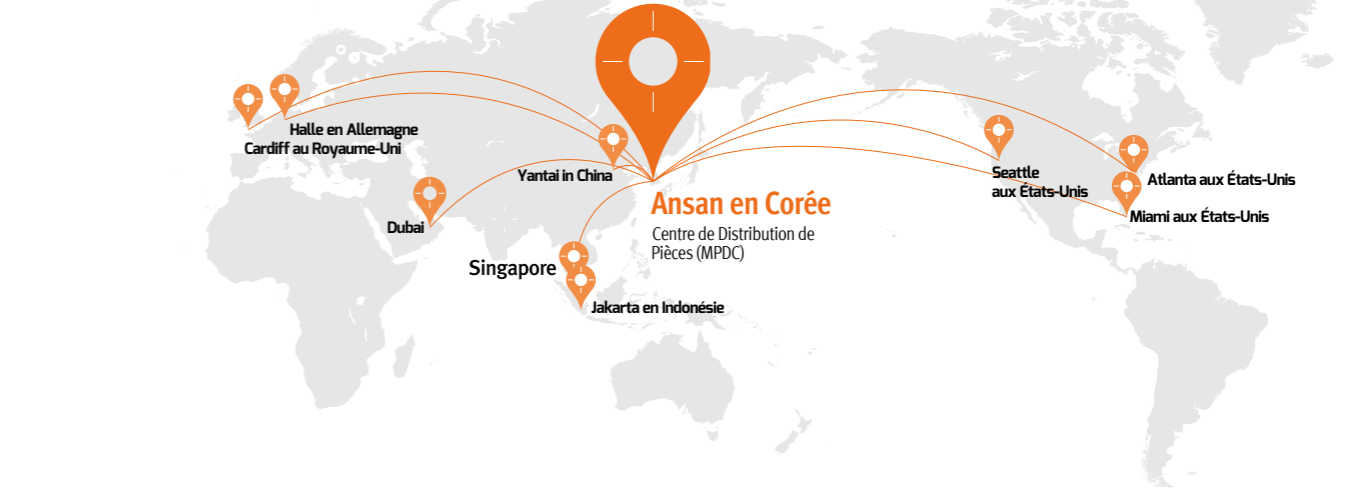 Halle en Allemagne
Cardiff au Royaume-Uni
Yantai in China
Dubai
Singapore
Jakarta en Indonésie
Ansan en Corée
Centre de Distribution de
Pièces (MPDC)
Seattle
aux États-Unis
Atlanta aux États-Unis
Miami aux États-Unis